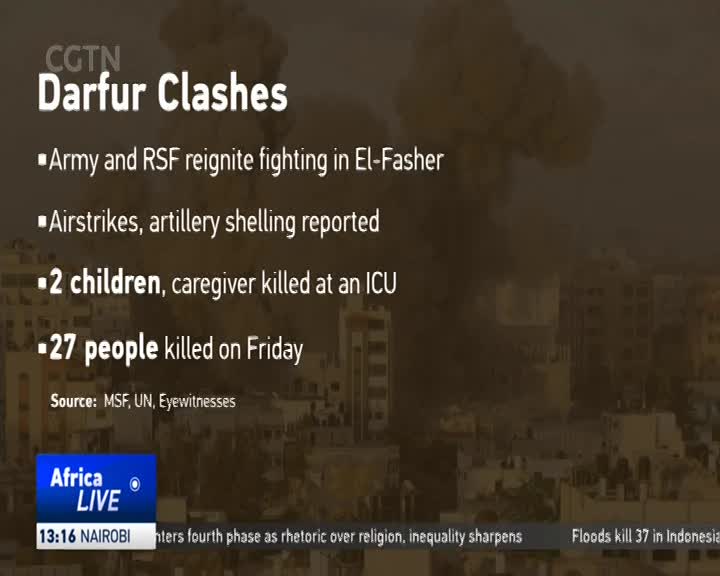 CGTN
Darfur Clashes
▪Army and RSF reignite fighting in El-Fasher
▪Airstrikes, artillery shelling reported
▪2 children, caregiver killed at an ICU
▪27 people killed on Friday
Source: MSF, UN, Eyewitnesses
Africa
LIVE
13:16 NAIROBI
fourth phase as rhetoric over religion, inequality sharpens
Floods kill 37 in Indonesia